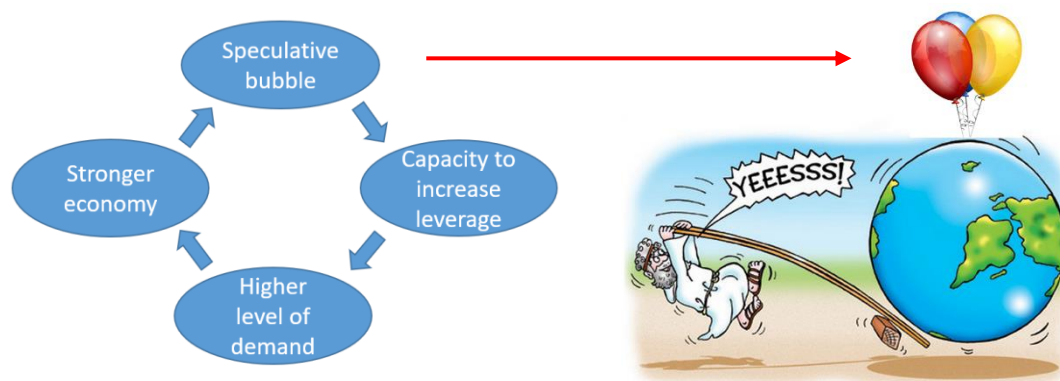 Speculative
bubble
Capacity to
increase
leverage
Higher
level of
demand
Stronger
economy
YEEESSS!